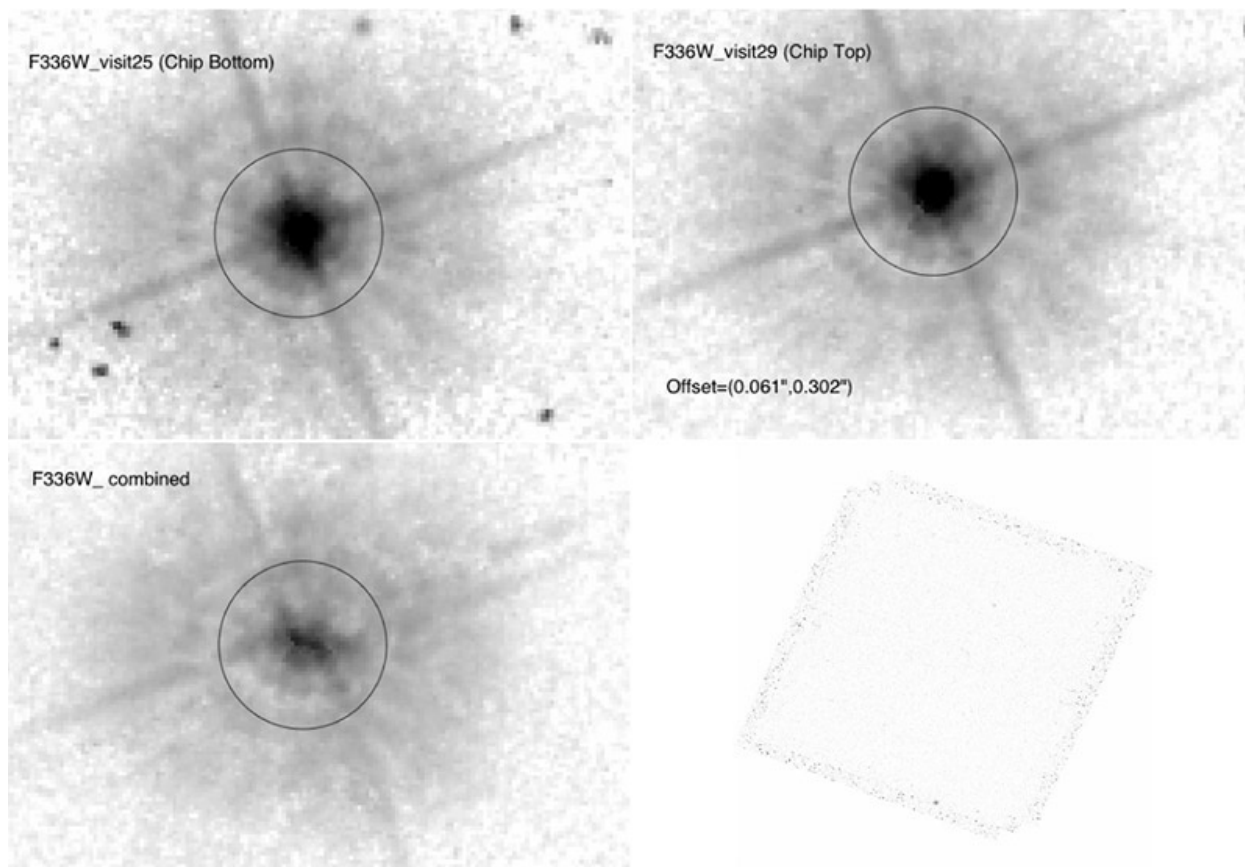 F336W_visit25 (Chip Bottom)
F336W_visit29 (Chip Top)
Offset=(0.061",0.302")
F336W_ combined